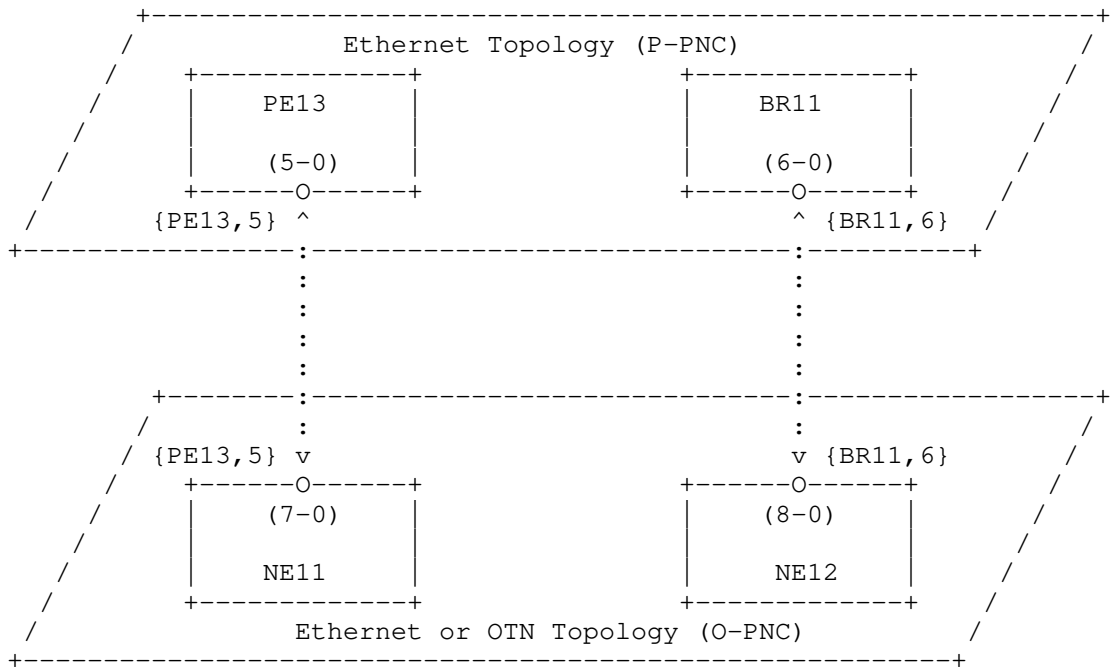 Ethernet Topology (P-PNC)
PE13 BR11
(5-0) (6-0)
{PE13,5} {BR11,6}
{PE13,5} {BR11,6}
(7-0) (8-0)
NE11 NE12
Ethernet or OTN Topology (O-PNC)